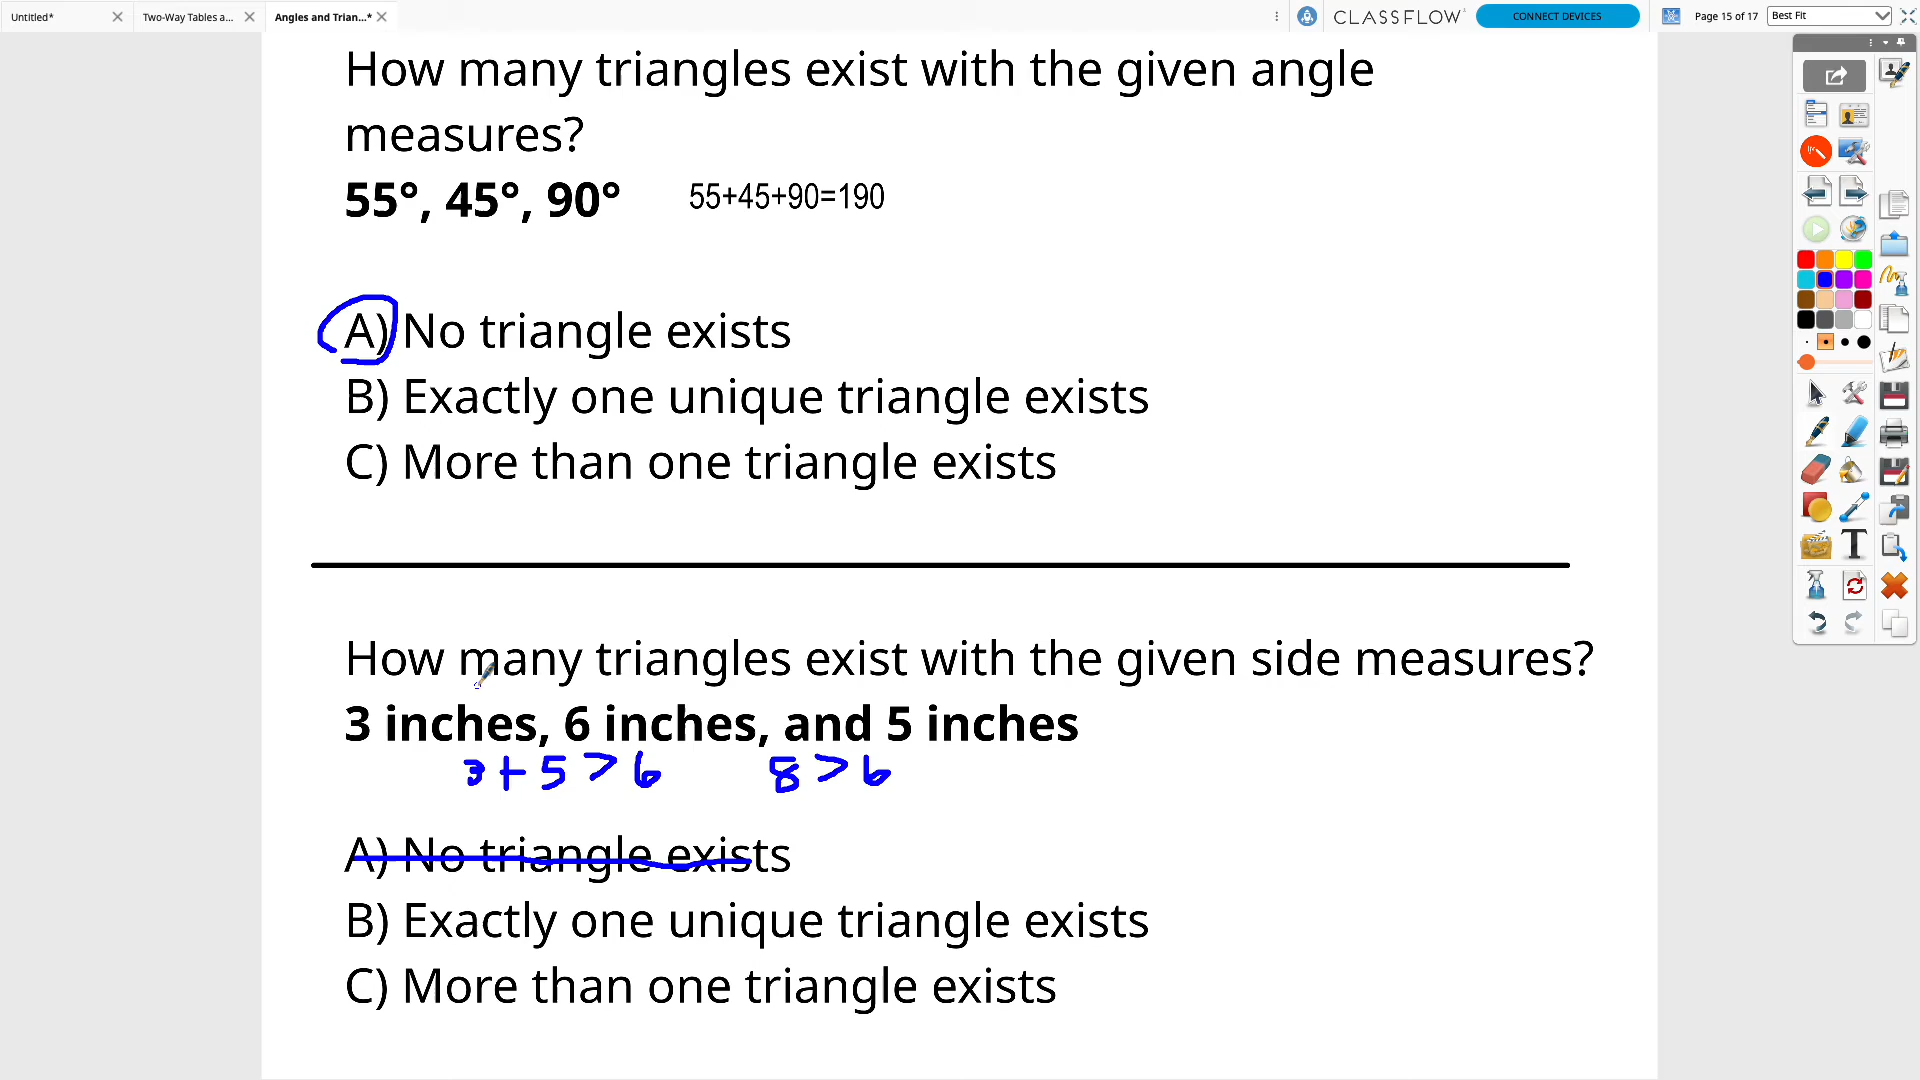 Untitled*
Two-Way Tables a...
Angles and Trian...*
CLASSFLOW
CONNECT DEVICES
Page 15 of 17
Best Fit
How many triangles exist with the given angle
measures?
55°, 45°, 90°
55+45+90=190
A) No triangle exists
B) Exactly one unique triangle exists
C) More than one triangle exists
How many triangles exist with the given side measures?
3 inches, 6 inches, and 5 inches
3 + 5 > 6
8 > 6
A) No triangle exists
B) Exactly one unique triangle exists
C) More than one triangle exists
T